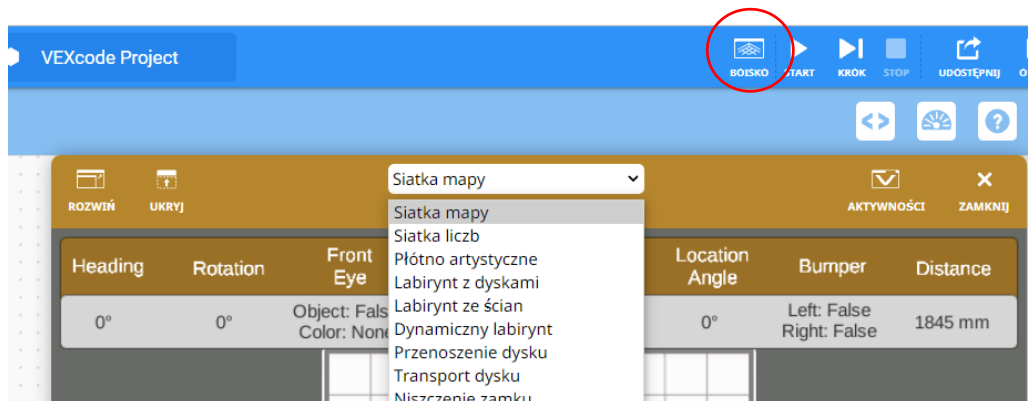 VEXcode Project
BOISKO
START
KROK
STOP
UDOSTĘPNIJ
ROZWIŃ
UKRYJ
Siatka mapy
AKTYWNOŚCI
ZAMKNIJ
Siatka mapy
Siatka liczb
Płótno artystyczne
Labirynt z dyskami
Labirynt ze ścian
Dynamiczny labirynt
Przenoszenie dysku
Transport dysku
Niszczenie zamku
Heading
Rotation
Front
Eye
Location
Angle
Bumper
Distance
0°
0°
Object: Fals
Color: None
0°
Left: False
Right: False
1845 mm